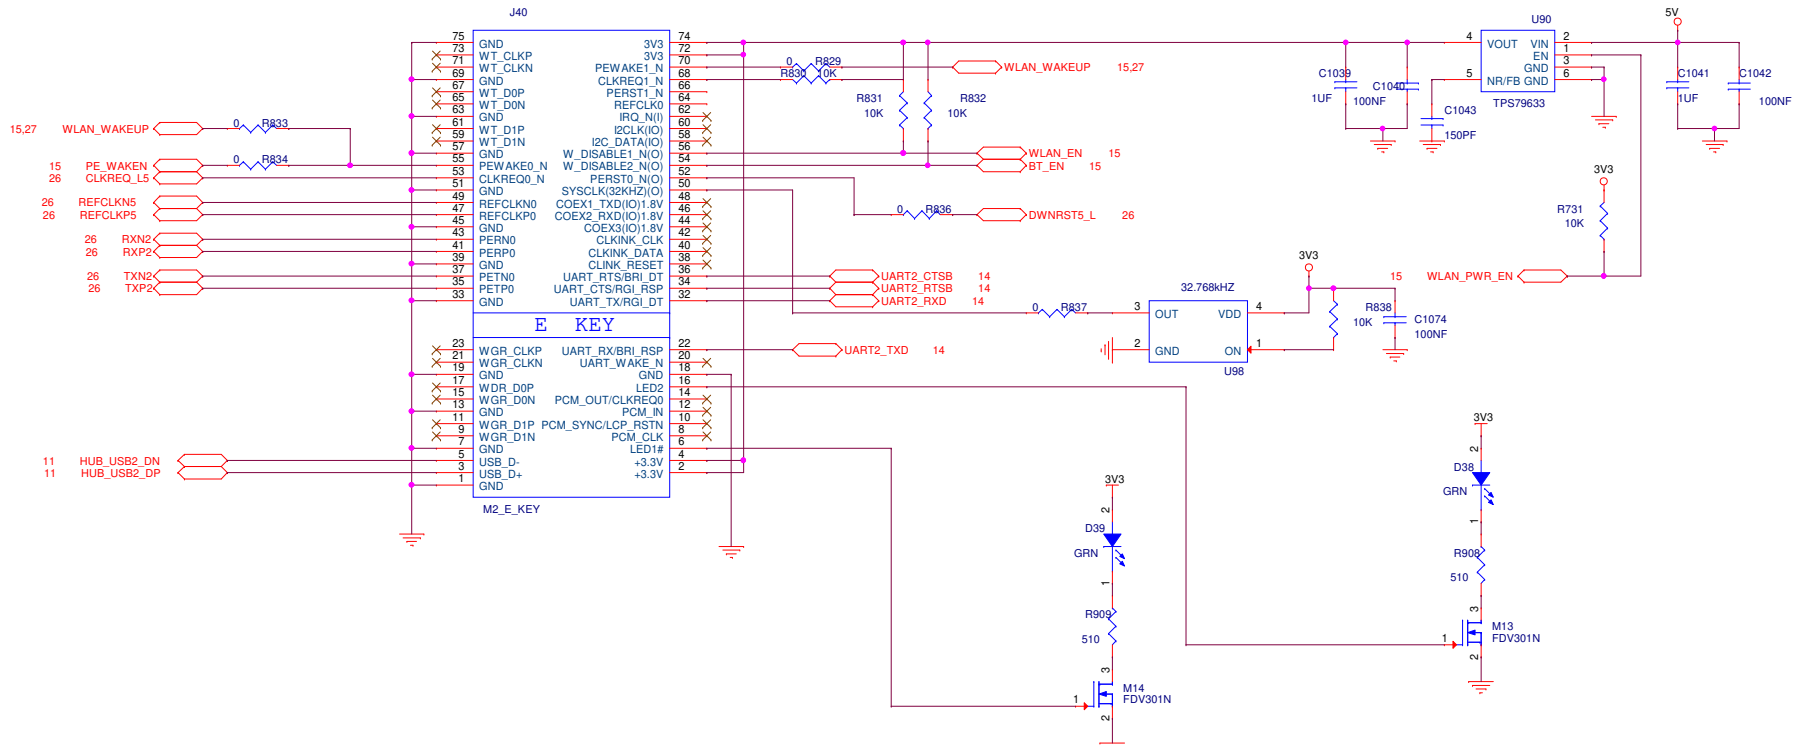 J40
75 GND 3V3 74
73 WT_CLKP 3V3 72
71 WT_CLKN PEWAKE1_N 70
69 GND CLKREQ1_N 68
67 WT_D0P PERST1_N 66
65 WT_D0N REFCLK0 64
63 GND IRQ_N(I) 62
61 WT_D1P I2CLK(IO) 60
59 WT_D1N I2C_DATA(IO) 58
57 GND W_DISABLE1_N(O) 56
55 PEWAKE0_N W_DISABLE2_N(O) 54
53 CLKREQ0_N PERST0_N(O) 52
51 GND SYSCLK(32KHZ)(O) 50
49 REFCLKN0 COEX1_TXD(IO)1.8V 48
47 REFCLKP0 COEX2_RXD(IO)1.8V 46
45 GND COEX3(IO)1.8V 44
43 PERN0 CLKINK_CLK 42
41 PERP0 CLKINK_DATA 40
39 GND CLINK_RESET 38
37 PETN0 UART_RTS/BRI_DT 36
35 PETP0 UART_CTS/RGI_RSP 34
33 GND UART_TX/RGI_DT 32
E KEY
23 WGR_CLKP UART_RX/BRI_RSP 22
21 WGR_CLKN UART_WAKE_N 20
19 GND GND 18
17 WDR_D0P LED2 16
15 WGR_D0N PCM_OUT/CLKREQ0 14
13 GND PCM_IN 12
11 WGR_D1P PCM_SYNC/LCP_RSTN 10
9 WGR_D1N PCM_CLK 8
7 GND LED1# 6
5 USB_D- +3.3V 4
3 USB_D+ +3.3V 2
1 GND
M2_E_KEY
15,27 WLAN_WAKEUP 0 R833
15 PE_WAKEN 0 R834
26 CLKREQ_L5
26 REFCLKN5
26 REFCLKP5
26 RXN2
26 RXP2
26 TXN2
26 TXP2
11 HUB_USB2_DN
11 HUB_USB2_DP
0 R829
R830 10K
WLAN_WAKEUP 15,27
R831
10K
R832
10K
WLAN_EN 15
BT_EN 15
0 R836
DWNRST5_L 26
UART2_CTSB 14
UART2_RTSB 14
UART2_RXD 14
UART2_TXD 14
0 R837
32.768kHZ
3 OUT VDD 4
2 GND ON 1
U98
3V3
R838
10K
C1074
100NF
U90
4 VOUT VIN 2
EN 1
GND 3
5 NR/FB GND 6
TPS79633
5V
C1039
1UF
C1040
100NF
C1043
150PF
C1041
1UF
C1042
100NF
3V3
R731
10K
15 WLAN_PWR_EN
3V3
2
D39
GRN
1
R909
510
3
1
M14
FDV301N
2
3V3
2
D38
GRN
1
R908
510
3
1
M13
FDV301N
2